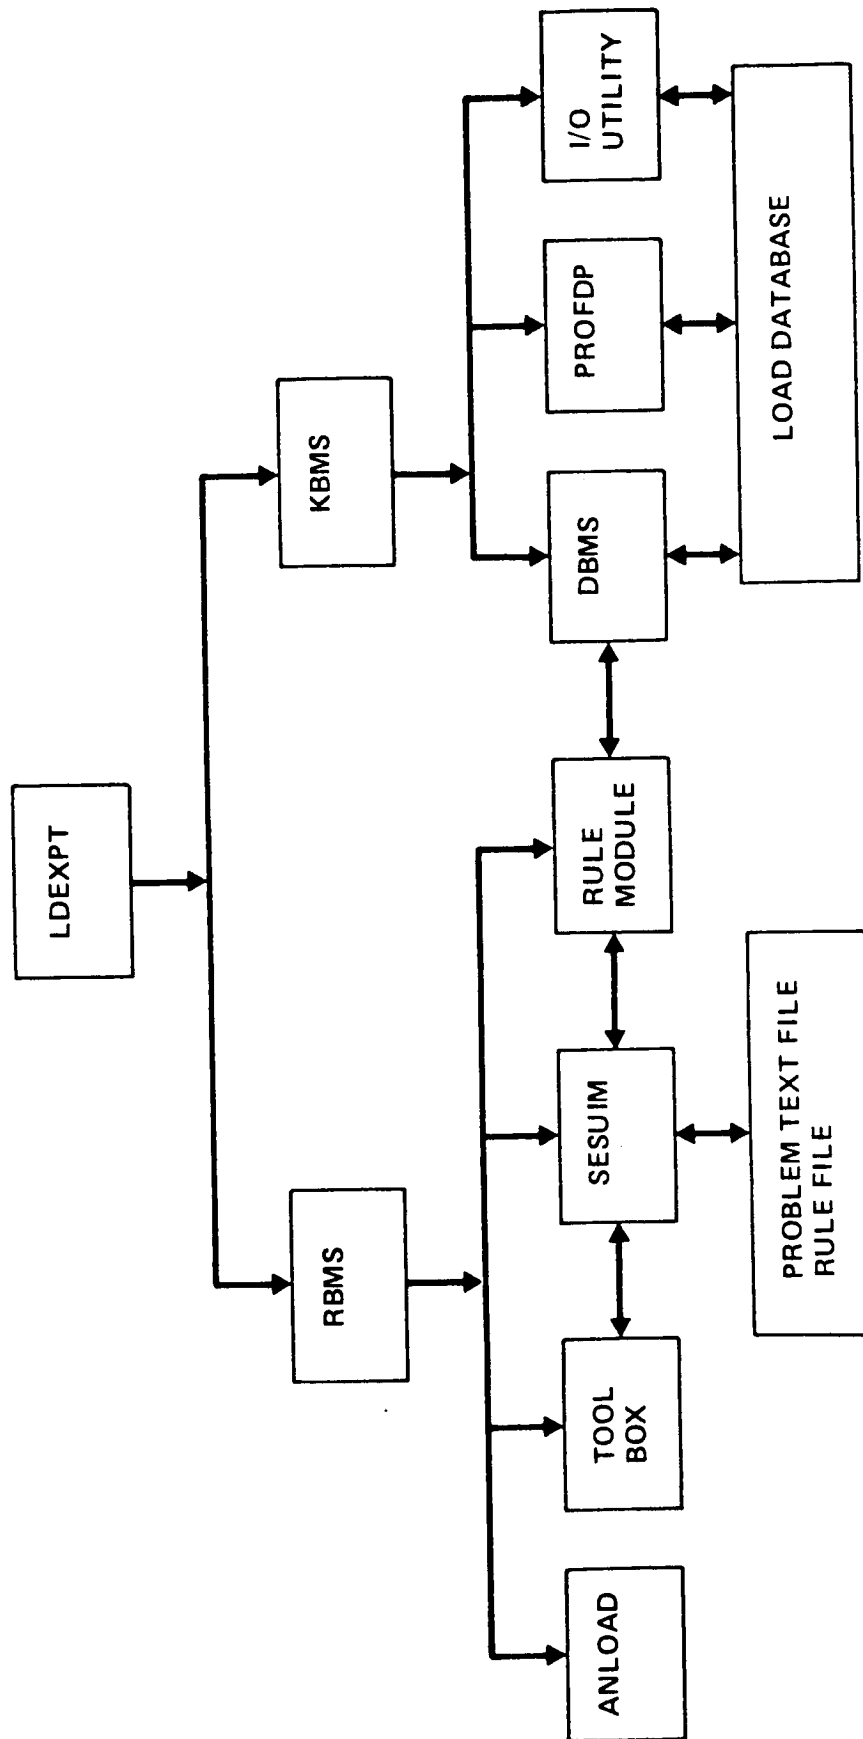 LDEXPT
RBMS
KBMS
ANLOAD
TOOL
BOX
SESUIM
RULE
MODULE
DBMS
PROFDP
I/O
UTILITY
PROBLEM TEXT FILE
RULE FILE
LOAD DATABASE